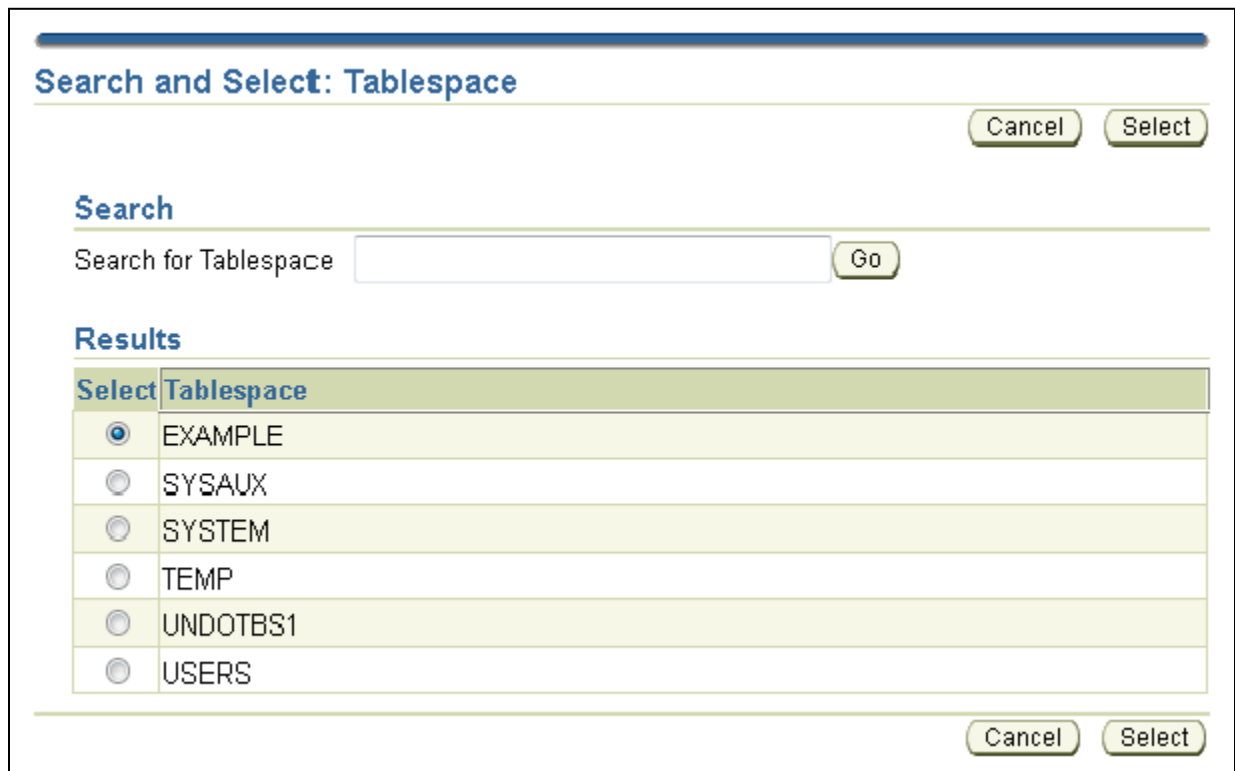 Search and Select: Tablespace
Cancel Select
Search
Search for Tablespace Go
Results
Select Tablespace
EXAMPLE
SYSAUX
SYSTEM
TEMP
UNDOTBS1
USERS
Cancel Select